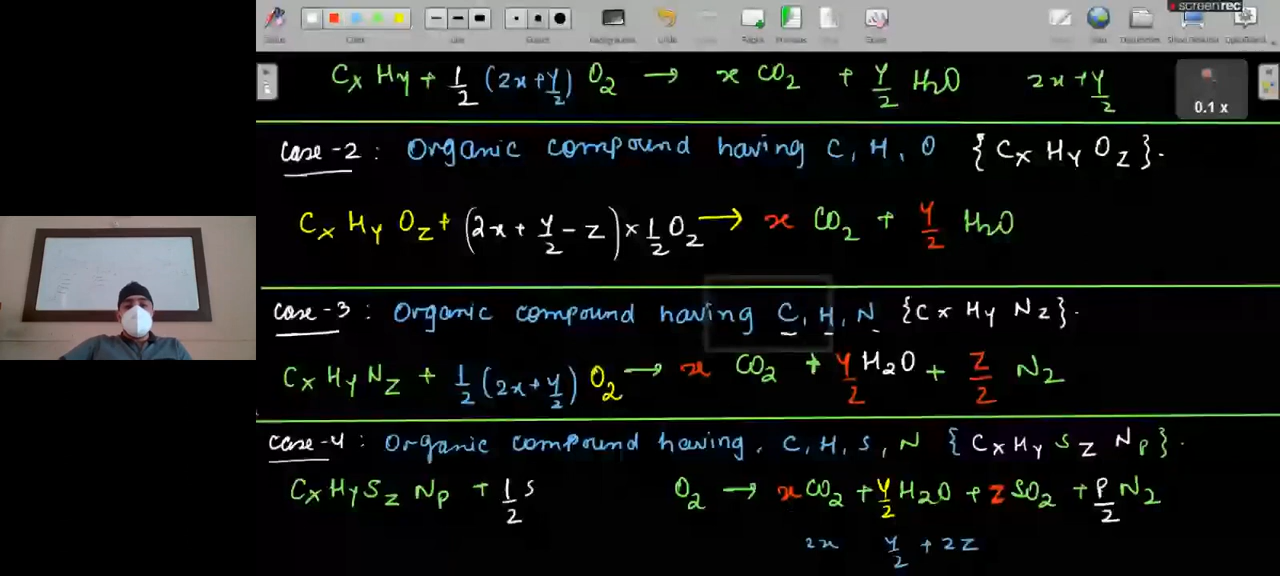 screenrec
Cx Hy + 1/2 (2x+y/2) O2 → x CO2 + y/2 H2O 2x+y/2
0.1 x
Case-2 : Organic compound having C, H, O {Cx Hy Oz}.
Cx Hy Oz + (2x + y/2 - z) × 1/2 O2 → x CO2 + y/2 H2O
Case-3 : Organic compound having C, H, N {Cx Hy Nz}.
Cx Hy Nz + 1/2 (2x+y/2) O2 → x CO2 + y/2 H2O + z/2 N2
Case-4 : Organic compound having, C, H, S, N {Cx Hy Sz Np}.
Cx Hy Sz Np + 1/2 s O2 → x CO2 + y/2 H2O + z SO2 + p/2 N2
2x y/2 + 2z